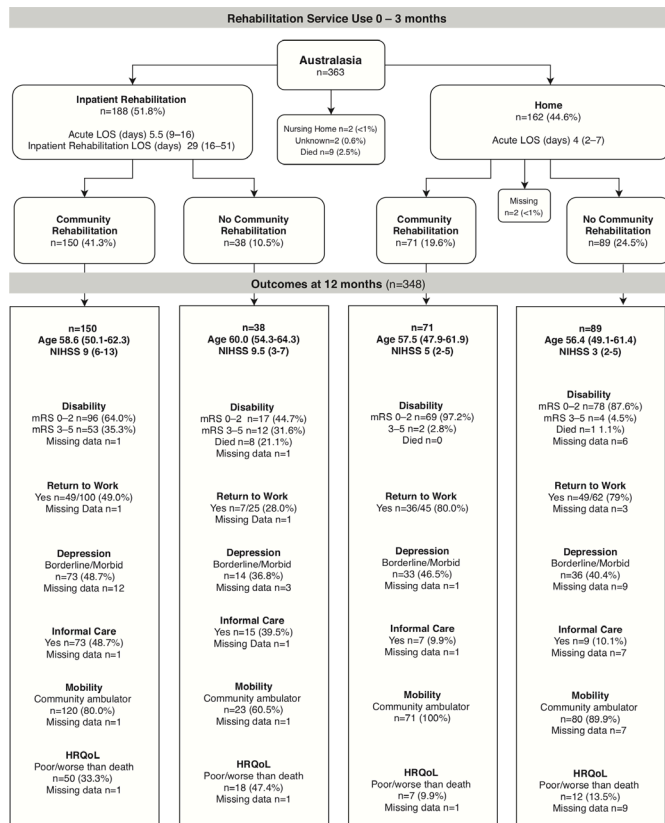 Rehabilitation Service Use 0 – 3 months
Australasia
n=363
Inpatient Rehabilitation
n=188 (51.8%)
Acute LOS (days) 5.5 (9–16)
Inpatient Rehabilitation LOS (days) 29 (16–51)
Nursing Home n=2 (<1%)
Unknown=2 (0.6%)
Died n=9 (2.5%)
Home
n=162 (44.6%)
Acute LOS (days) 4 (2–7)
Community
Rehabilitation
n=150 (41.3%)
No Community
Rehabilitation
n=38 (10.5%)
Community
Rehabilitation
n=71 (19.6%)
Missing
n=2 (<1%)
No Community
Rehabilitation
n=89 (24.5%)
Outcomes at 12 months (n=348)
n=150
Age 58.6 (50.1-62.3)
NIHSS 9 (6-13)
Disability
mRS 0–2 n=96 (64.0%)
mRS 3–5 n=53 (35.3%)
Missing data n=1
Return to Work
Yes n=49/100 (49.0%)
Missing Data n=1
Depression
Borderline/Morbid
n=73 (48.7%)
Missing data n=12
Informal Care
Yes n=73 (48.7%)
Missing data n=1
Mobility
Community ambulator
n=120 (80.0%)
Missing data n=1
HRQoL
Poor/worse than death
n=50 (33.3%)
Missing data n=1
n=38
Age 60.0 (54.3-64.3)
NIHSS 9.5 (3-7)
Disability
mRS 0–2 n=17 (44.7%)
mRS 3–5 n=12 (31.6%)
Died n=8 (21.1%)
Missing data n=1
Return to Work
Yes n=7/25 (28.0%)
Missing Data n=1
Depression
Borderline/Morbid
n=14 (36.8%)
Missing data n=3
Informal Care
Yes n=15 (39.5%)
Missing data n=1
Mobility
Community ambulator
n=23 (60.5%)
Missing data n=1
HRQoL
Poor/worse than death
n=18 (47.4%)
Missing data n=1
n=71
Age 57.5 (47.9-61.9)
NIHSS 5 (2-5)
Disability
mRS 0–2 n=69 (97.2%)
3–5 n=2 (2.8%)
Died n=0
Return to Work
Yes n=36/45 (80.0%)
Depression
Borderline/Morbid
n=33 (46.5%)
Missing data n=1
Informal Care
Yes n=7 (9.9%)
Missing data n=1
Mobility
Community ambulator
n=71 (100%)
HRQoL
Poor/worse than death
n=7 (9.9%)
Missing data n=1
n=89
Age 56.4 (49.1-61.4)
NIHSS 3 (2-5)
Disability
mRS 0–2 n=78 (87.6%)
mRS 3–5 n=4 (4.5%)
Died n=1 1.1%)
Missing data n=6
Return to Work
Yes n=49/62 (79%)
Missing data n=3
Depression
Borderline/Morbid
n=36 (40.4%)
Missing data n=9
Informal Care
Yes n=9 (10.1%)
Missing data n=7
Mobility
Community ambulator
n=80 (89.9%)
Missing data n=7
HRQoL
Poor/worse than death
n=12 (13.5%)
Missing data n=9